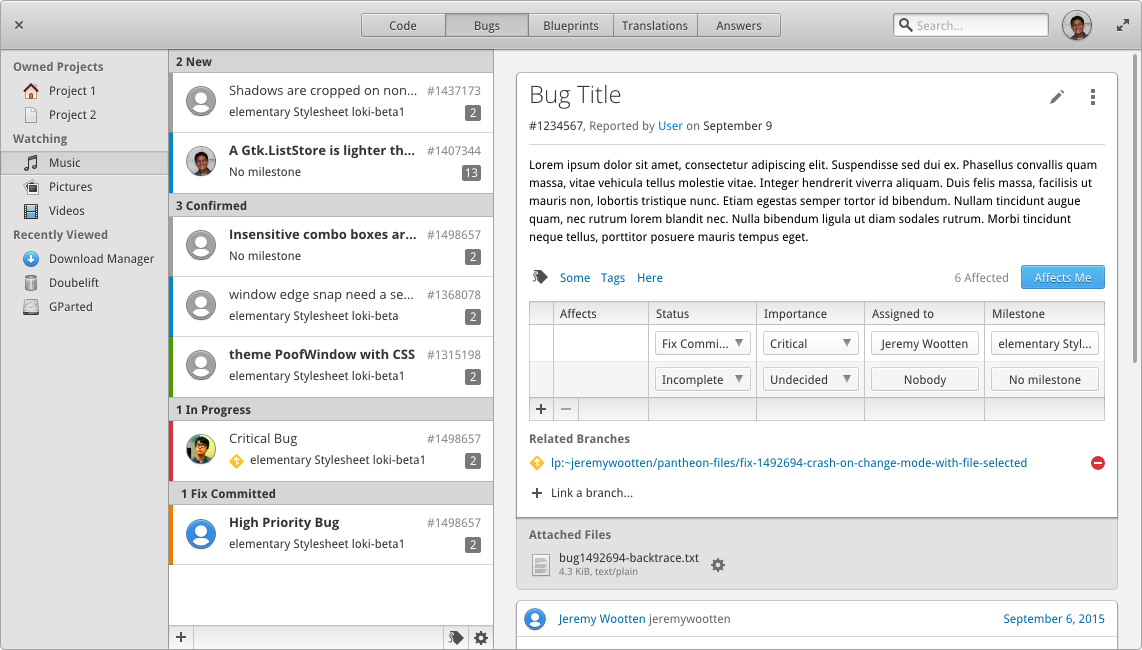 Code Bugs Blueprints Translations Answers Search...
Owned Projects
Project 1
Project 2
Watching
Music
Pictures
Videos
Recently Viewed
Download Manager
Doubelift
GParted
2 New
Shadows are cropped on non... #1437173
elementary Stylesheet loki-beta1 2
A Gtk.ListStore is lighter th... #1407344
No milestone 13
3 Confirmed
Insensitive combo boxes ar... #1498657
No milestone 2
window edge snap need a se... #1368078
elementary Stylesheet loki-beta 2
theme PoofWindow with CSS #1315198
elementary Stylesheet loki-beta1 2
1 In Progress
Critical Bug #1498657
elementary Stylesheet loki-beta1 2
1 Fix Committed
High Priority Bug #1498657
elementary Stylesheet loki-beta1 2
Bug Title
#1234567, Reported by User on September 9
Lorem ipsum dolor sit amet, consectetur adipiscing elit. Suspendisse sed dui ex. Phasellus convallis quam
massa, vitae vehicula tellus molestie vitae. Integer hendrerit viverra aliquam. Duis felis massa, facilisis ut
mauris non, lobortis tristique nunc. Etiam egestas semper tortor id bibendum. Nullam tincidunt augue
quam, nec rutrum lorem blandit nec. Nulla bibendum ligula ut diam sodales rutrum. Morbi tincidunt
neque tellus, porttitor posuere mauris tempus eget.
Some Tags Here 6 Affected Affects Me
Affects Status Importance Assigned to Milestone
Fix Commi... Critical Jeremy Wootten elementary Styl...
Incomplete Undecided Nobody No milestone
Related Branches
lp:~jeremywootten/pantheon-files/fix-1492694-crash-on-change-mode-with-file-selected
Link a branch...
Attached Files
bug1492694-backtrace.txt
4.3 KiB, text/plain
Jeremy Wootten jeremywootten September 6, 2015